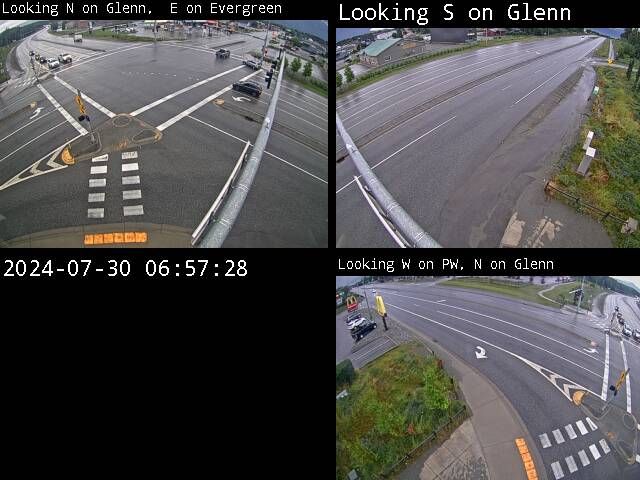 Looking N on Glenn, E on Evergreen
Looking S on Glenn
2024-07-30 06:57:28
Looking W on PW, N on Glenn